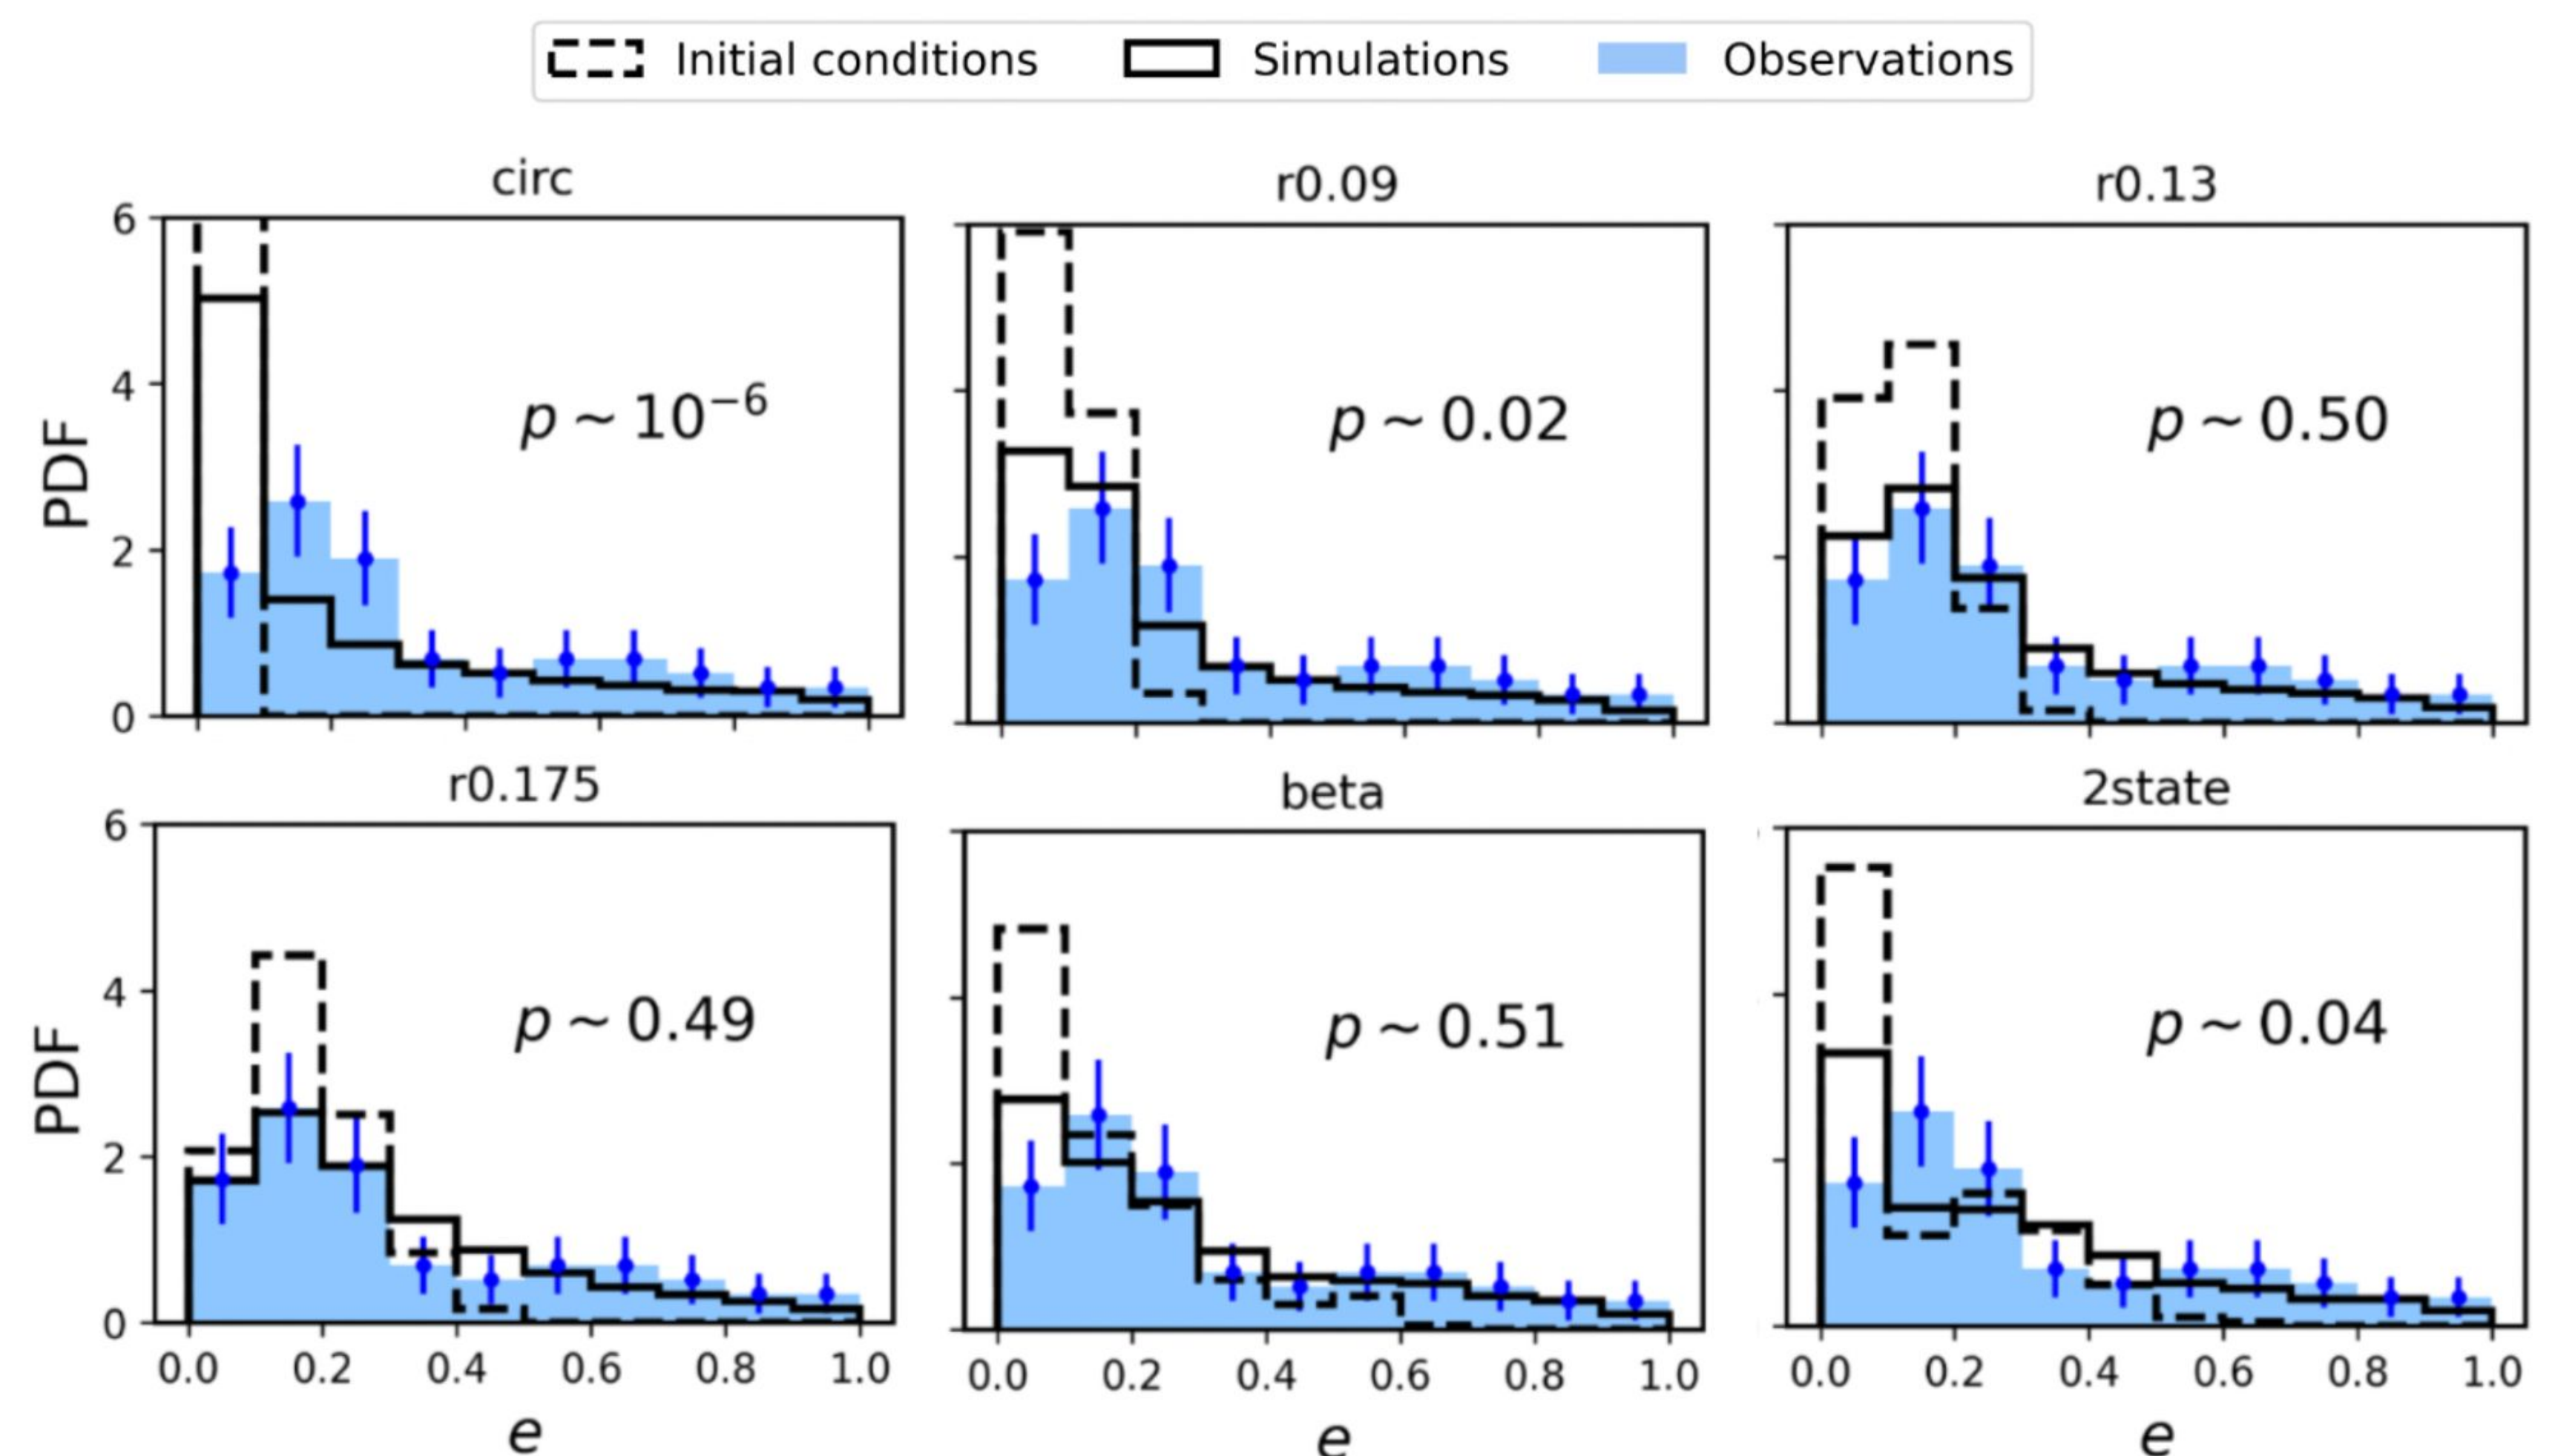 Initial conditions Simulations Observations
circ r0.09 r0.13
6
4
2
0
PDF
p ~ 10⁻⁶ p ~ 0.02 p ~ 0.50
r0.175 beta 2state
6
4
2
0
PDF
p ~ 0.49 p ~ 0.51 p ~ 0.04
0.0 0.2 0.4 0.6 0.8 1.0 0.0 0.2 0.4 0.6 0.8 1.0 0.0 0.2 0.4 0.6 0.8 1.0
e e e